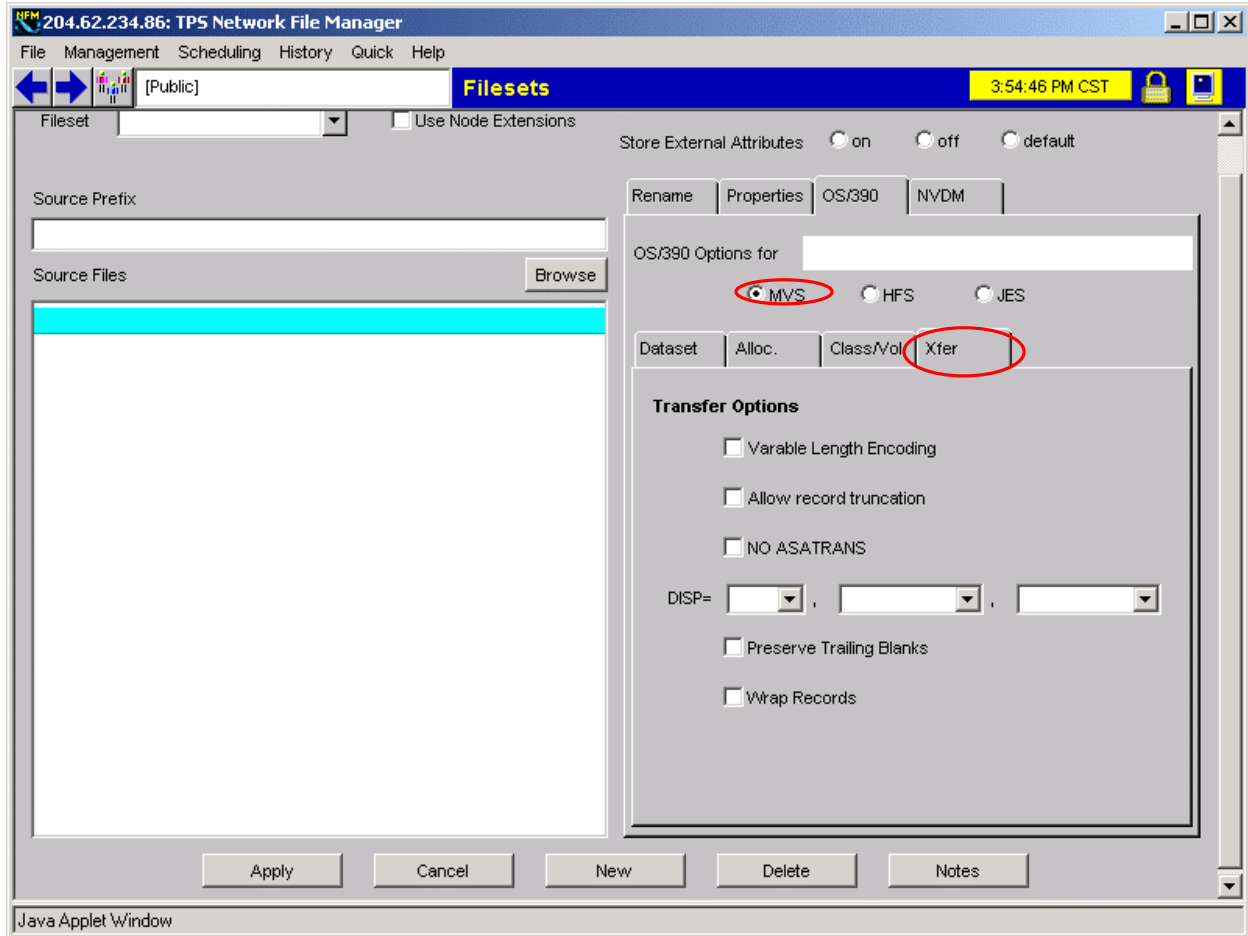 NFM 204.62.234.86: TPS Network File Manager
File Management Scheduling History Quick Help
[Public] Filesets 3:54:46 PM CST
Fileset Use Node Extensions
Store External Attributes on off default
Source Prefix
Rename Properties OS/390 NVDM
OS/390 Options for
Source Files Browse
MVS HFS JES
Dataset Alloc. Class/Vol Xfer
Transfer Options
Varable Length Encoding
Allow record truncation
NO ASATRANS
DISP= , ,
Preserve Trailing Blanks
Wrap Records
Apply Cancel New Delete Notes
Java Applet Window